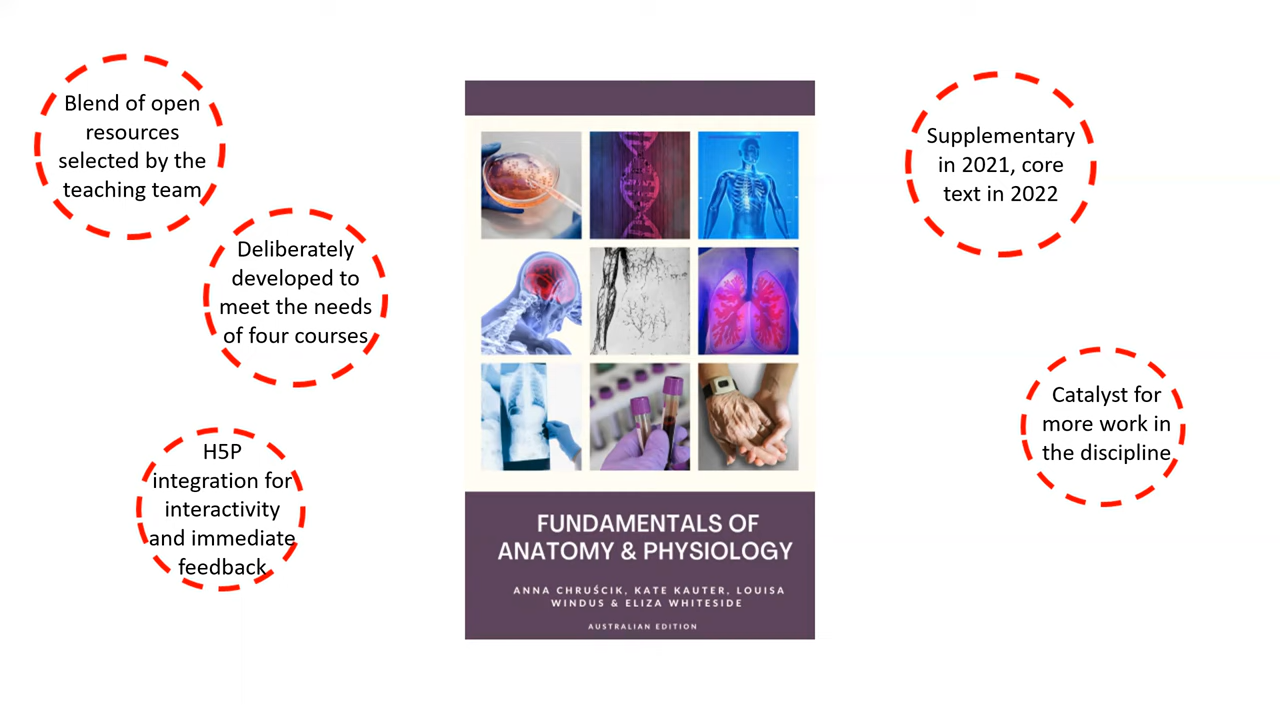 Blend of open
resources
selected by the
teaching team
Deliberately
developed to
meet the needs
of four courses
H5P
integration for
interactivity
and immediate
feedback
FUNDAMENTALS OF
ANATOMY & PHYSIOLOGY
ANNA CHRUŚCIK, KATE KAUTER, LOUISA
WINDUS & ELIZA WHITESIDE
AUSTRALIAN EDITION
Supplementary
in 2021, core
text in 2022
Catalyst for
more work in
the discipline